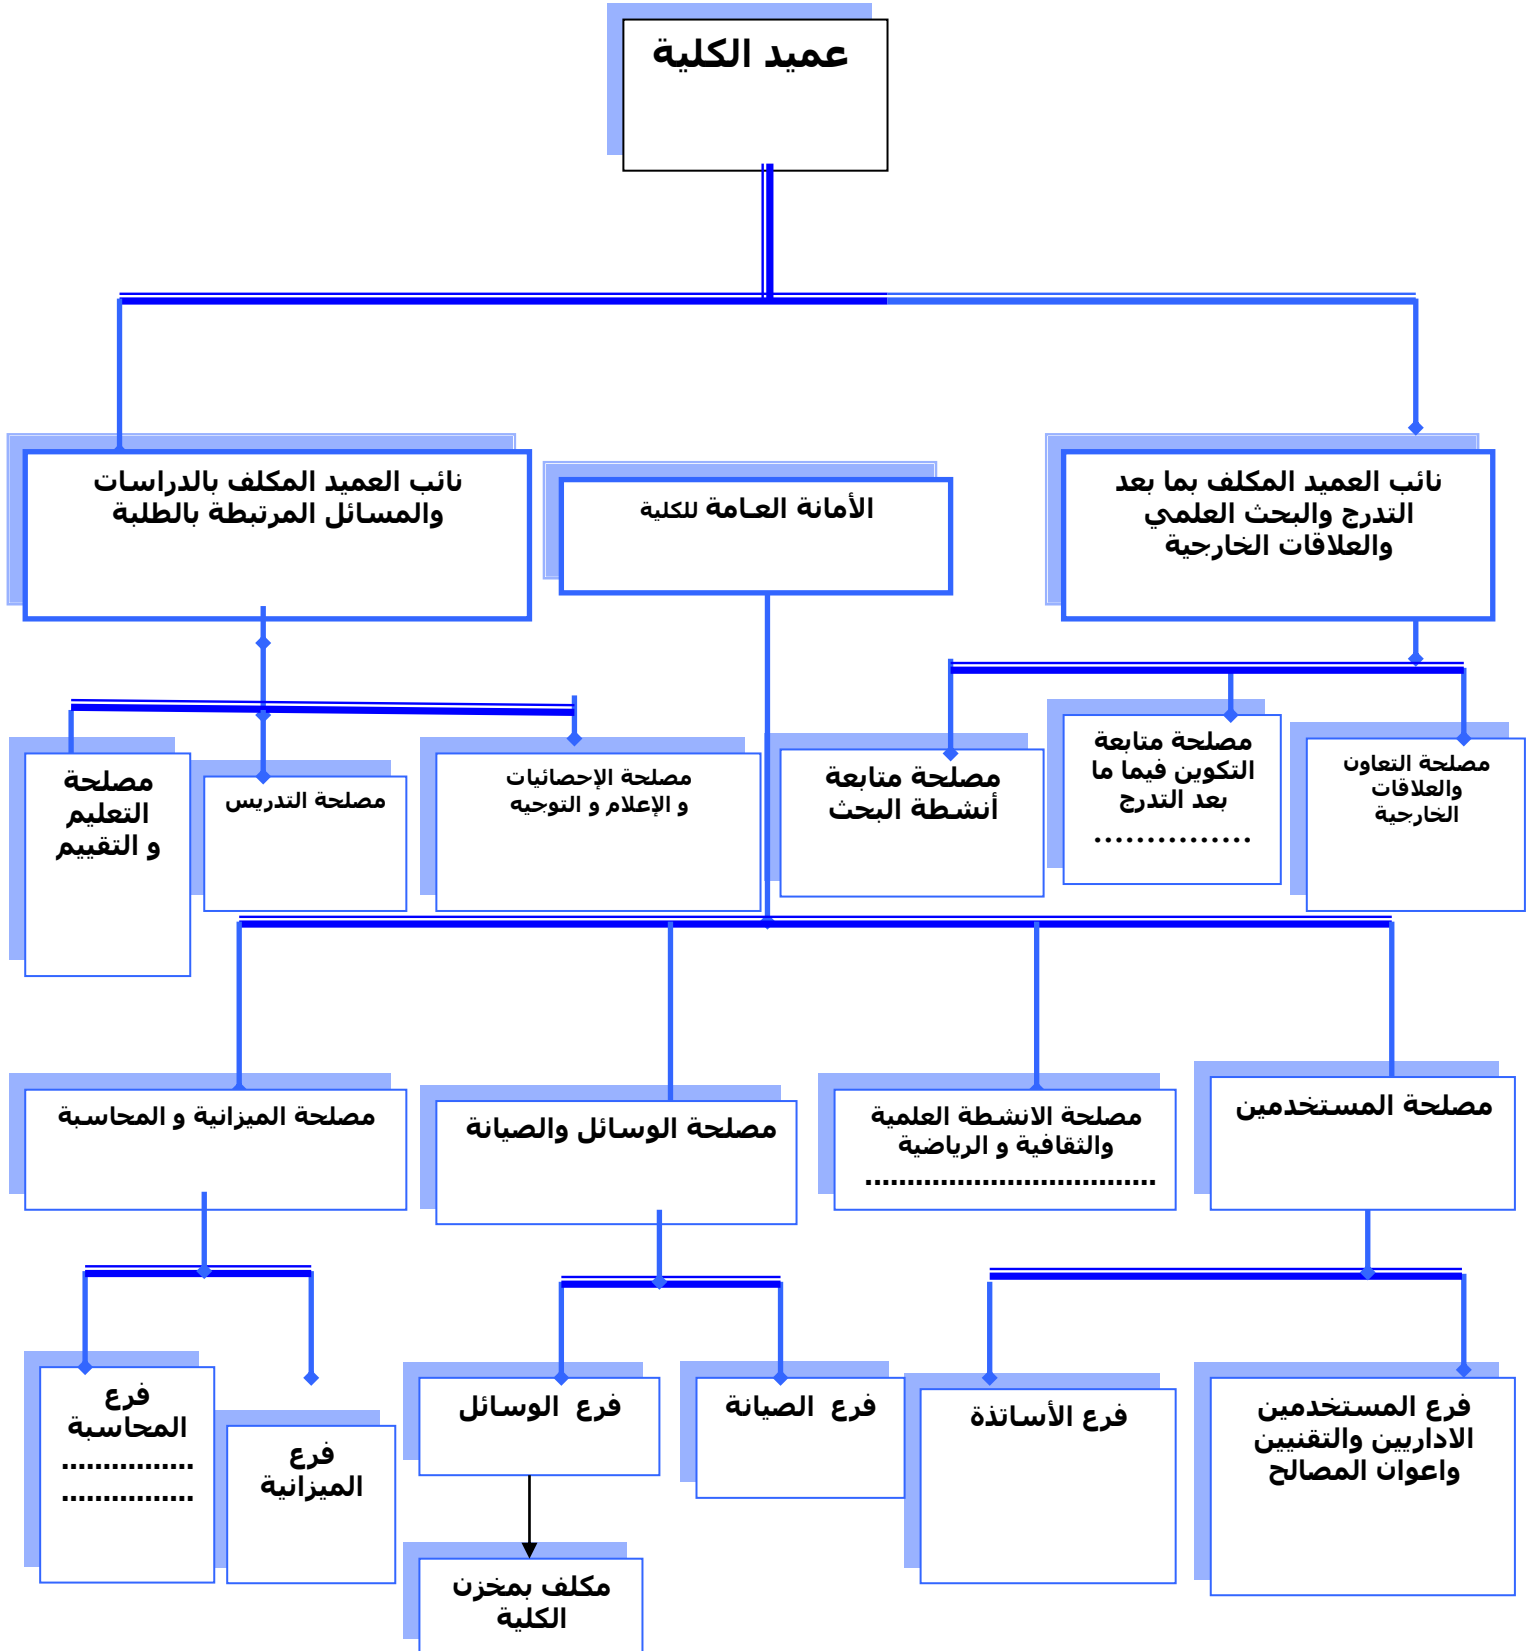 عميد الكلية
نائب العميد المكلف بما بعد
التدرج والبحث العلمي
والعلاقات الخارجية
الأمانة العـامة للكلية
نائب العميد المكلف بالدراسات
والمسائل المرتبطة بالطلبة
مصلحة التعاون
والعلاقات
الخارجية
مصلحة متابعة
التكوين فيما ما
بعد التدرج
...............
مصلحة متابعة
أنشطة البحث
مصلحة الإحصائيات
و الإعلام و التوجيه
مصلحة التدريس
مصلحة
التعليم
و التقييم
مصلحة المستخدمين
مصلحة الانشطة العلمية
والثقافية و الرياضية
..................................
مصلحة الوسائل والصيانة
مصلحة الميزانية و المحاسبة
فرع المستخدمين
الاداريين والتقنيين
واعوان المصالح
فرع الأساتذة
فرع الصيانة
فرع الوسائل
فرع
الميزانية
فرع
المحاسبة
................
................
مكلف بمخزن
الكلية